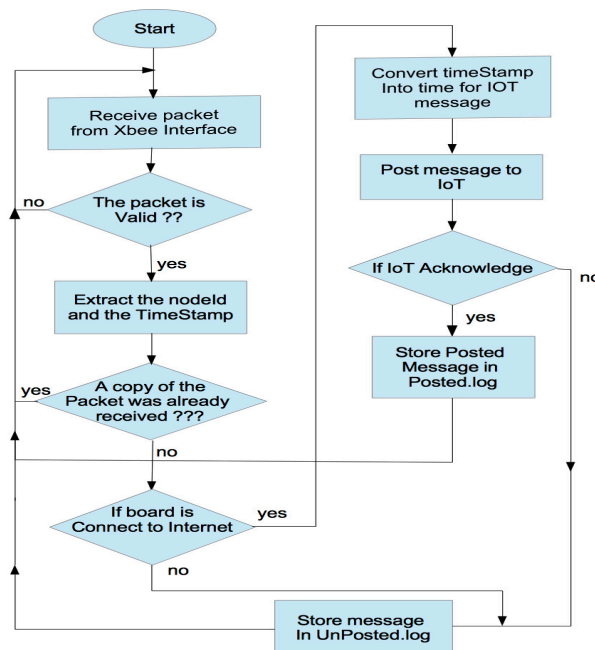 Start
Receive packet
from Xbee Interface
no
The packet is
Valid ??
yes
Extract the nodeId
and the TimeStamp
yes
A copy of the
Packet was already
received ???
no
If board is
Connect to Internet
yes
no
Store message
In UnPosted.log
Convert timeStamp
Into time for IOT
message
Post message to
IoT
If IoT Acknowledge
no
yes
Store Posted
Message in
Posted.log